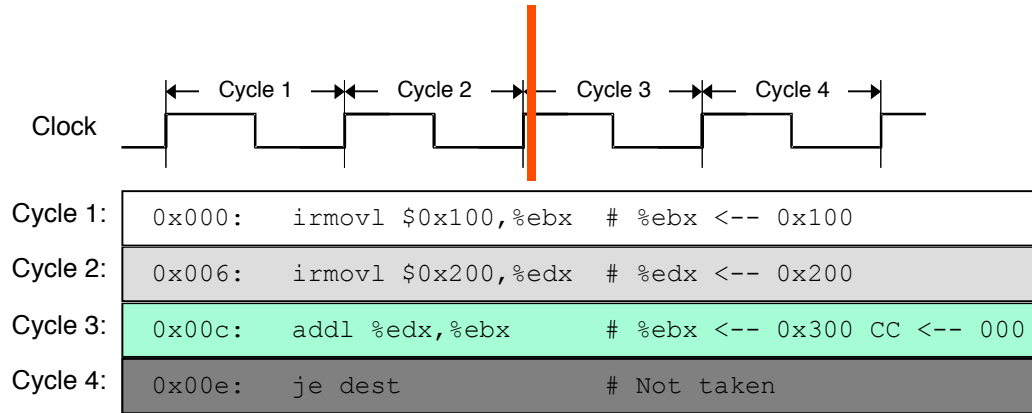 Cycle 1 Cycle 2 Cycle 3 Cycle 4
Clock
Cycle 1: 0x000: irmovl $0x100,%ebx # %ebx <-- 0x100
Cycle 2: 0x006: irmovl $0x200,%edx # %edx <-- 0x200
Cycle 3: 0x00c: addl %edx,%ebx # %ebx <-- 0x300 CC <-- 000
Cycle 4: 0x00e: je dest # Not taken